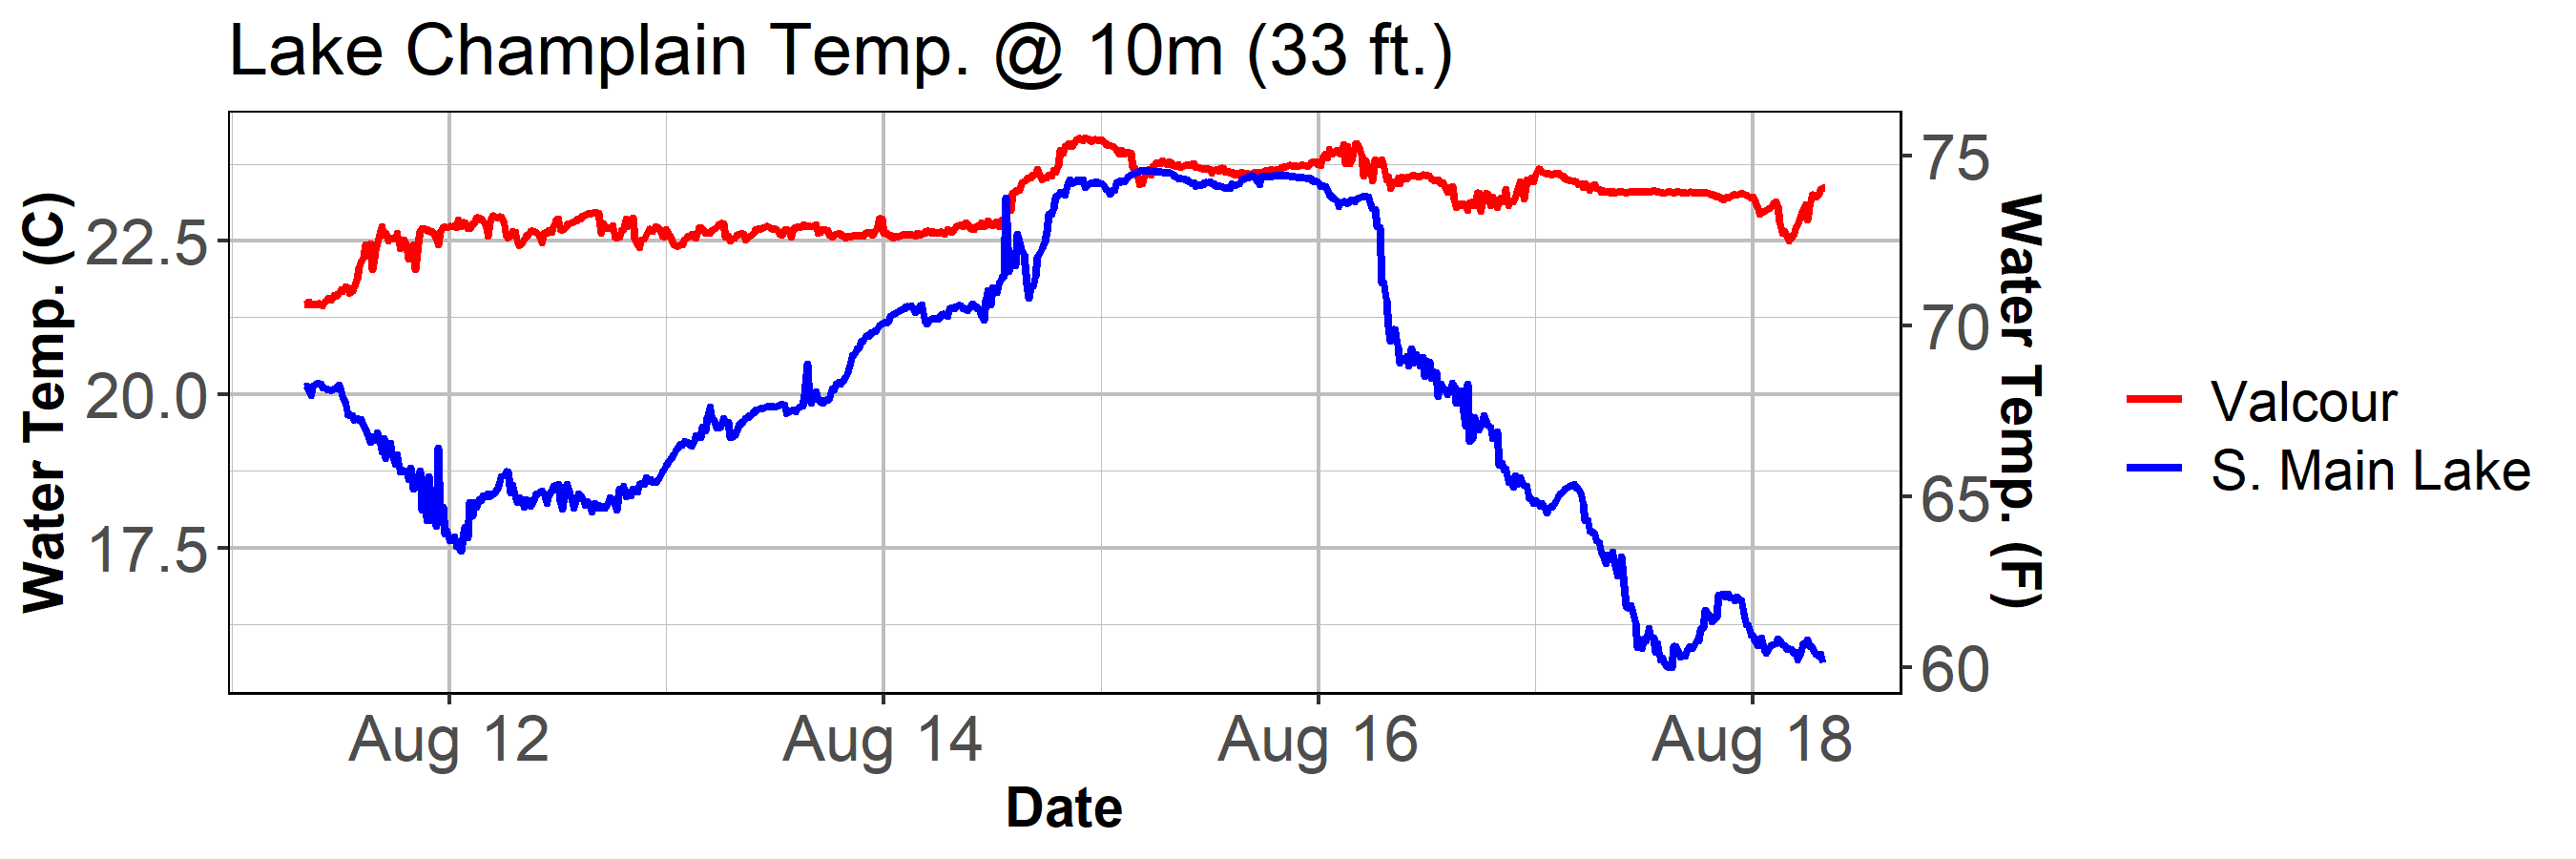 Lake Champlain Temp. @ 10m (33 ft.)
Water Temp. (C)
22.5
20.0
17.5
75
70
65
60
Water Temp. (F)
Aug 12
Aug 14
Aug 16
Aug 18
Date
Valcour
S. Main Lake